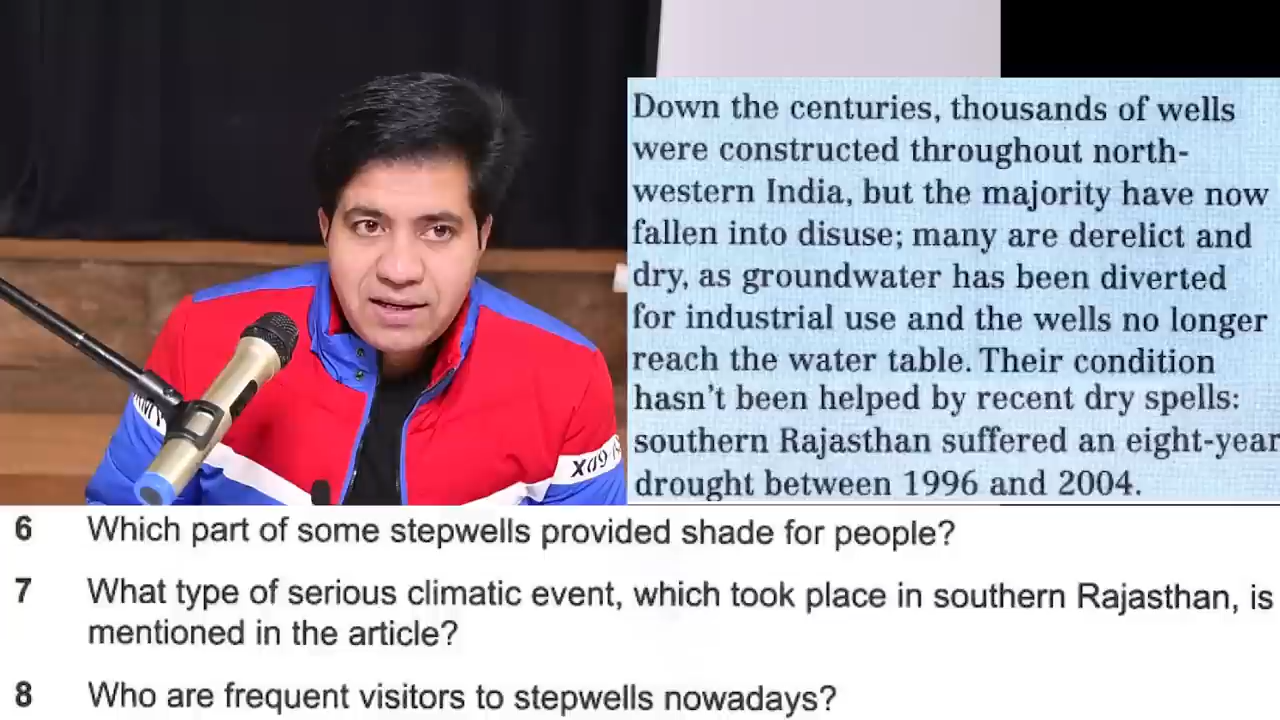 Down the centuries, thousands of wells
were constructed throughout north-
western India, but the majority have now
fallen into disuse; many are derelict and
dry, as groundwater has been diverted
for industrial use and the wells no longer
reach the water table. Their condition
hasn't been helped by recent dry spells:
southern Rajasthan suffered an eight-year
drought between 1996 and 2004.
6 Which part of some stepwells provided shade for people?
7 What type of serious climatic event, which took place in southern Rajasthan, is
mentioned in the article?
8 Who are frequent visitors to stepwells nowadays?